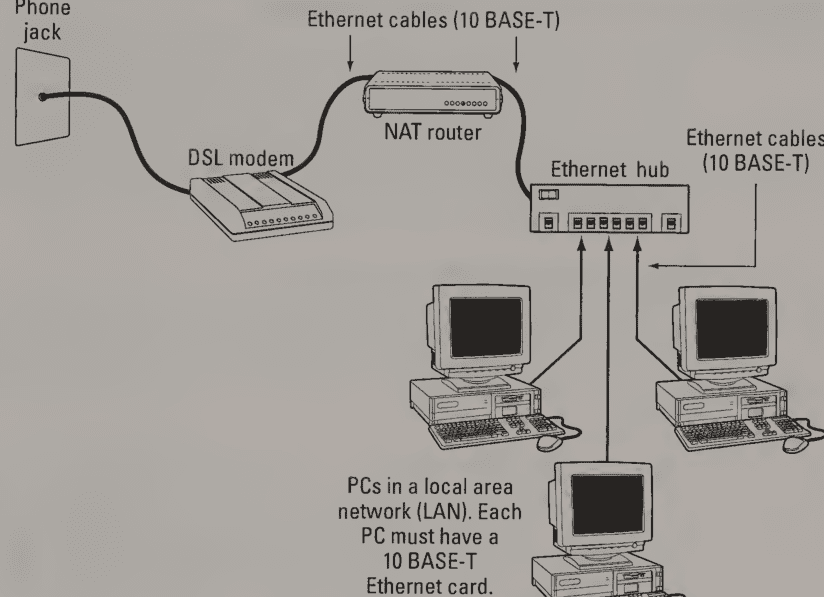 Phone
jack
Ethernet cables (10 BASE-T)
NAT router
DSL modem
Ethernet hub
Ethernet cables
(10 BASE-T)
PCs in a local area
network (LAN). Each
PC must have a
10 BASE-T
Ethernet card.